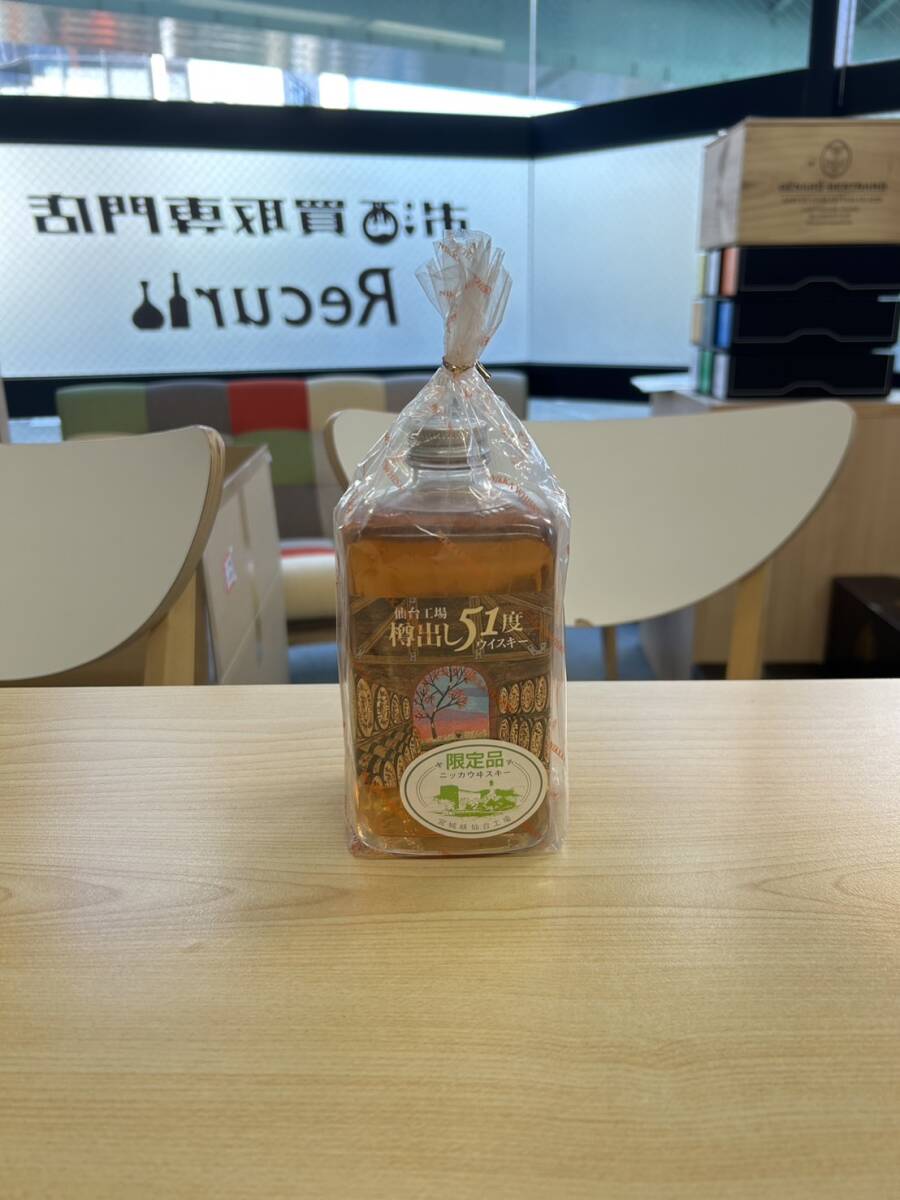 お酒買取専門店
Recur
仙台工場
樽出し51度
ウイスキー
限定品
ニッカウヰスキー
宮城峡仙台工場